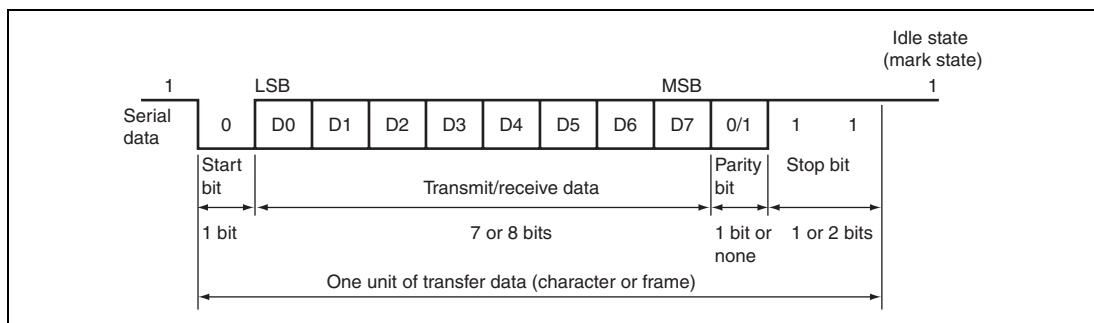 Idle state
(mark state)
1 LSB MSB 1
Serial
data
0 D0 D1 D2 D3 D4 D5 D6 D7 0/1 1 1
Start
bit
Transmit/receive data
Parity
bit
Stop bit
1 bit
7 or 8 bits
1 bit or
none
1 or 2 bits
One unit of transfer data (character or frame)